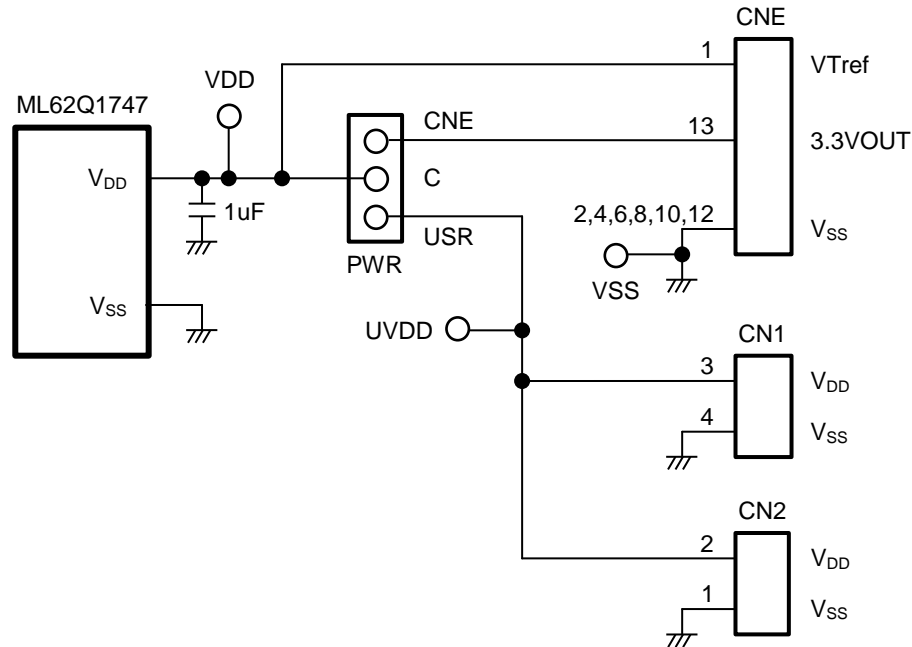 CNE
1
VTref
VDD
ML62Q1747
CNE
13
3.3VOUT
VDD
C
1uF
2,4,6,8,10,12
VSS
USR
PWR
VSS
VSS
UVDD
CN1
3
VDD
4
VSS
CN2
2
VDD
1
VSS